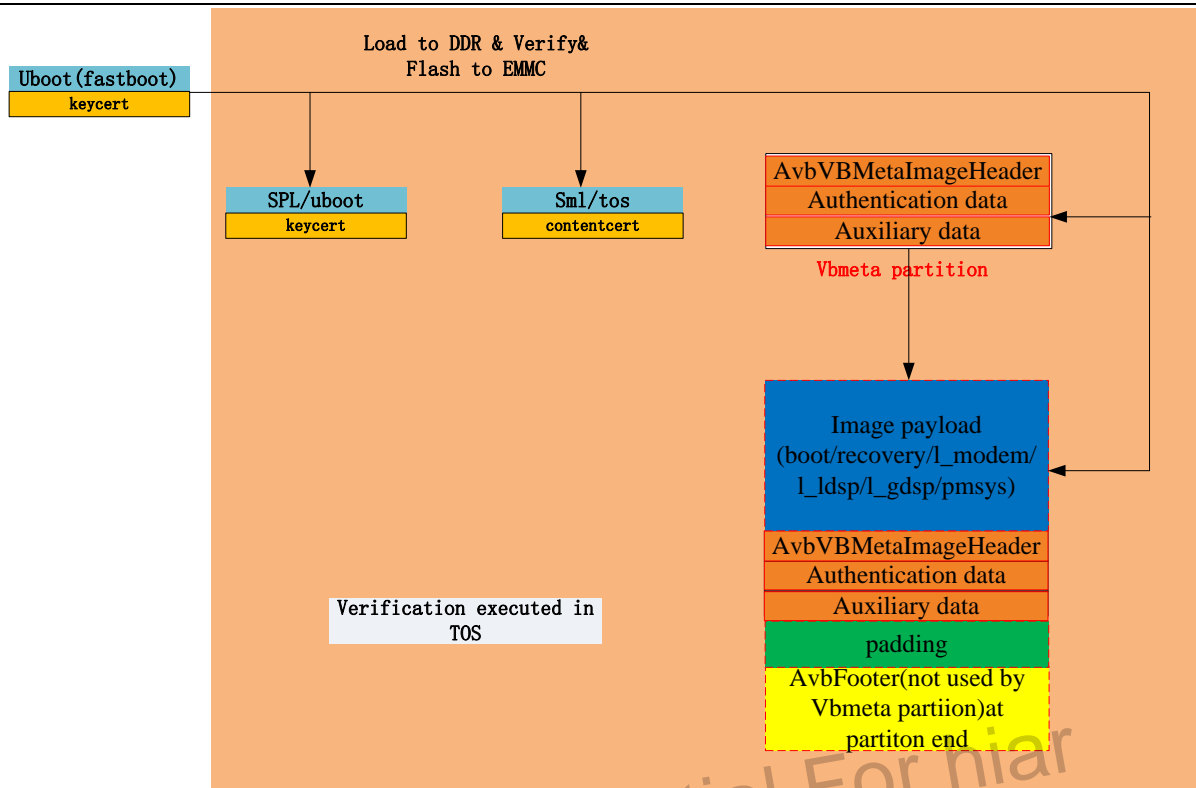 Load to DDR & Verify&
Flash to EMMC
Uboot(fastboot)
keycert
SPL/uboot
keycert
Sml/tos
contentcert
AvbVBMetaImageHeader
Authentication data
Auxiliary data
Vbmeta partition
Image payload
(boot/recovery/l_modem/
l_ldsp/l_gdsp/pmsys)
AvbVBMetaImageHeader
Authentication data
Auxiliary data
Verification executed in
TOS
padding
AvbFooter(not used by
Vbmeta partiion)at
partiton end
For hiar